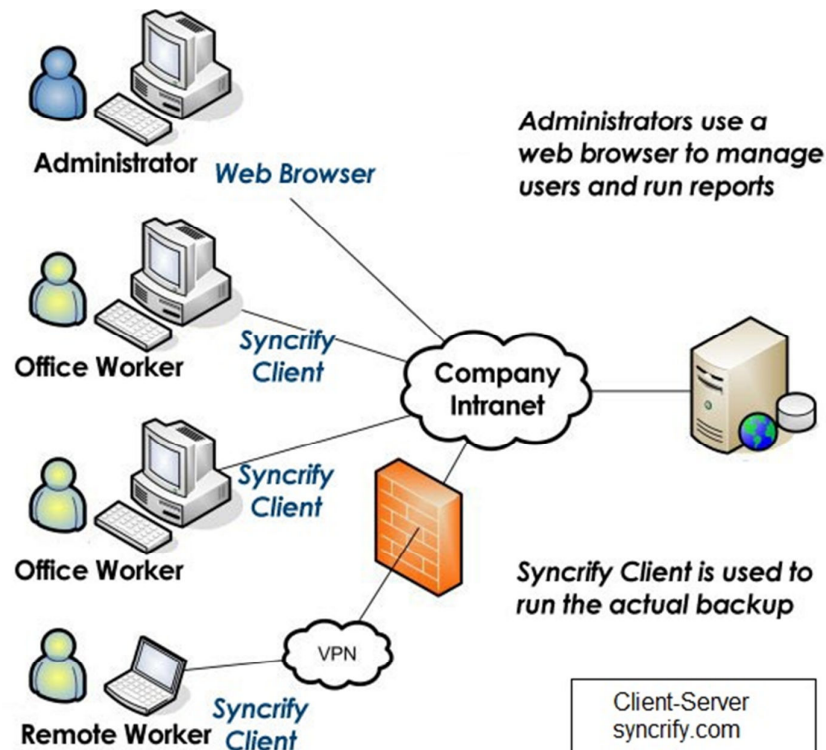 Administrator
Web Browser
Administrators use a
web browser to manage
users and run reports
Office Worker
Syncrify
Client
Company
Intranet
Office Worker
Syncrify
Client
Syncrify Client is used to
run the actual backup
VPN
Remote Worker
Syncrify
Client
Client-Server
syncrify.com